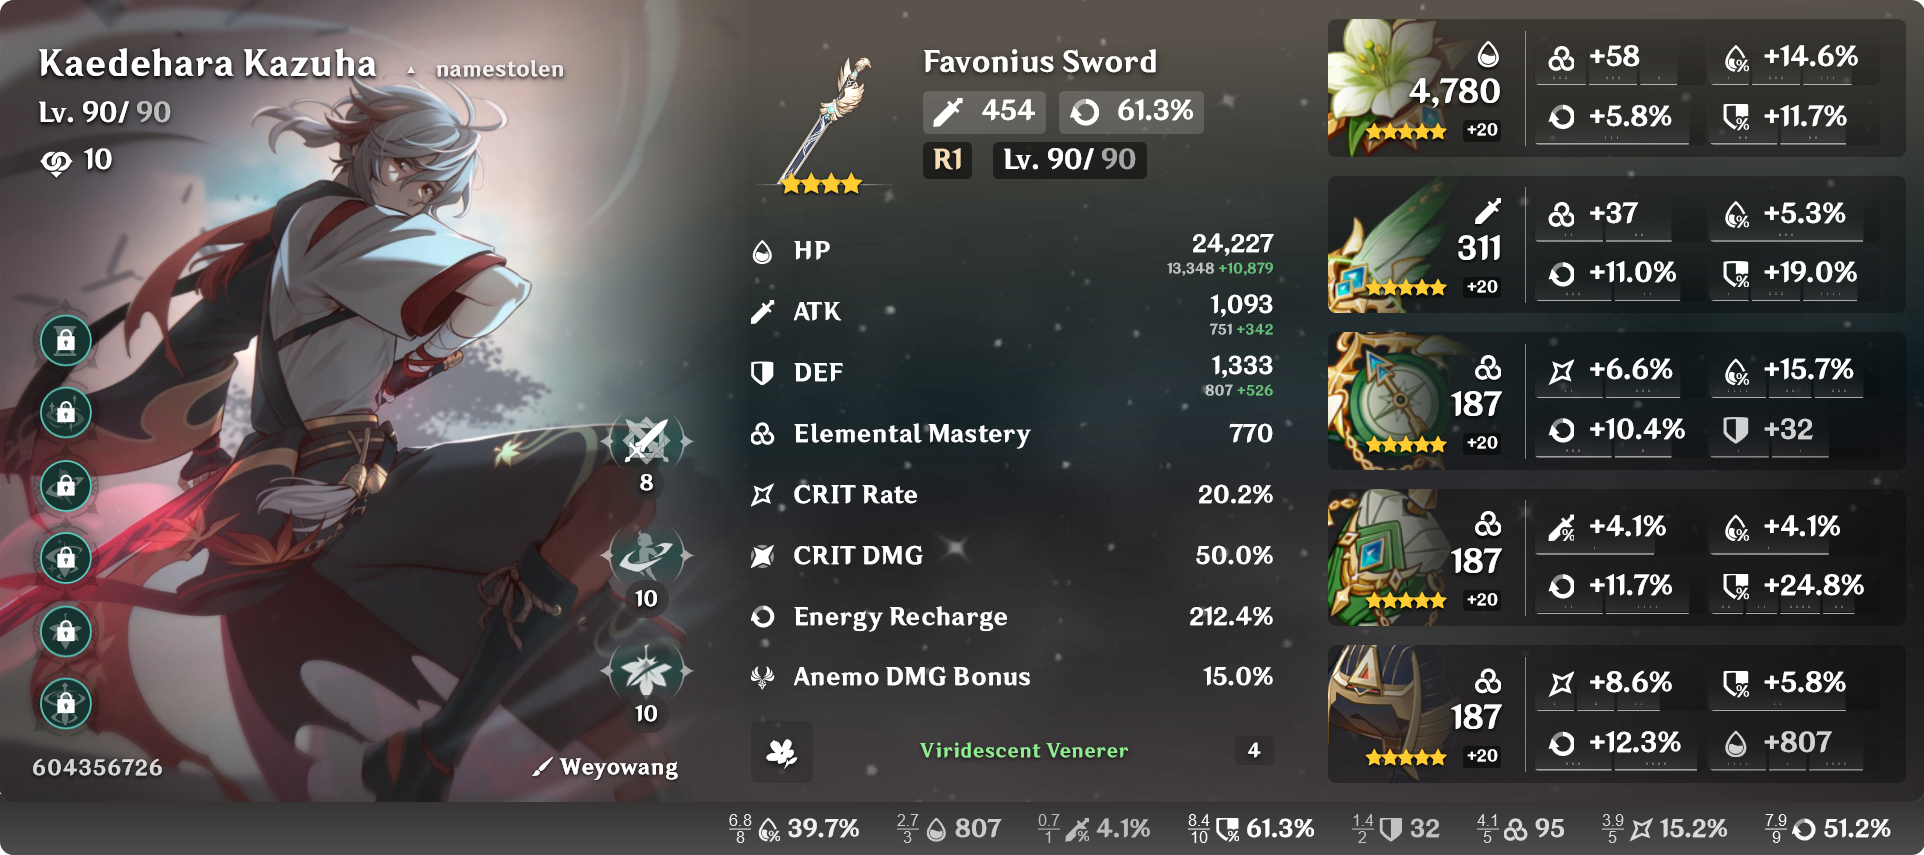 Kaedehara Kazuha ▲ namestolen
Lv. 90/ 90
10
8
10
10
604356726
Weyowang
Favonius Sword
454 61.3%
R1 Lv. 90/ 90
HP 24,227
13,348 +10,879
ATK 1,093
751 +342
DEF 1,333
807 +526
Elemental Mastery 770
CRIT Rate 20.2%
CRIT DMG 50.0%
Energy Recharge 212.4%
Anemo DMG Bonus 15.0%
Viridescent Venerer 4
4,780
+20
+58 +14.6%
+5.8% +11.7%
311
+20
+37 +5.3%
+11.0% +19.0%
187
+20
+6.6% +15.7%
+10.4% +32
187
+20
+4.1% +4.1%
+11.7% +24.8%
187
+20
+8.6% +5.8%
+12.3% +807
6.8/8 % 39.7% 2.7/3 807 0.7/1 % 4.1% 8.4/10 % 61.3% 1.4/2 32 4.1/5 95 3.9/5 15.2% 7.9/9 51.2%